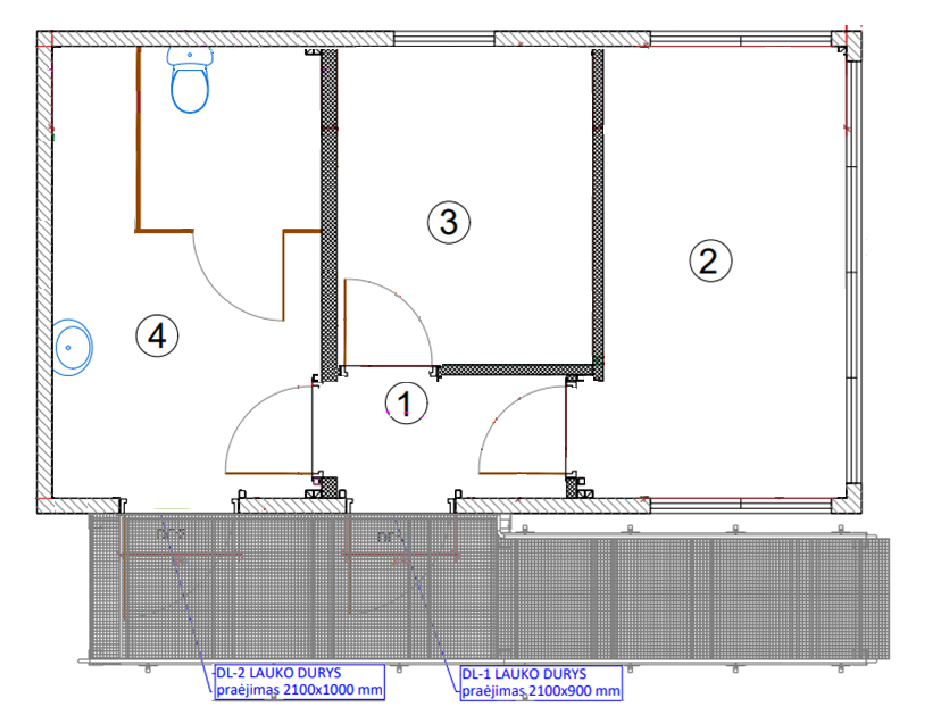 3
2
4
1
DL-2 LAUKO DURYS
praėjimas 2100x1000 mm
DL-1 LAUKO DURYS
praėjimas 2100x900 mm